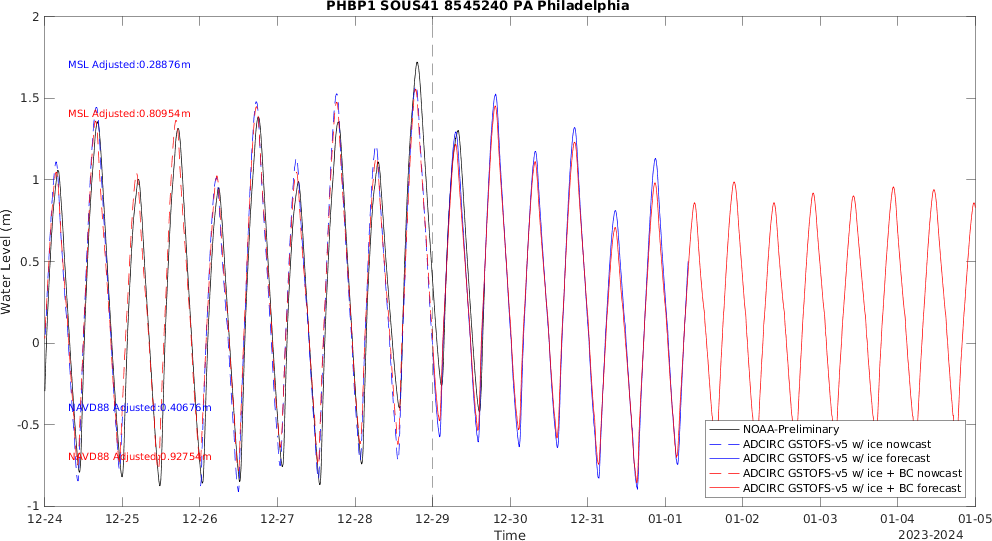 PHBP1 SOUS41 8545240 PA Philadelphia
2
1.5
1
0.5
0
-0.5
-1
Water Level (m)
MSL Adjusted:0.28876m
MSL Adjusted:0.80954m
NAVD88 Adjusted:0.40676m
NAVD88 Adjusted:0.92754m
NOAA-Preliminary
ADCIRC GSTOFS-v5 w/ ice nowcast
ADCIRC GSTOFS-v5 w/ ice forecast
ADCIRC GSTOFS-v5 w/ ice + BC nowcast
ADCIRC GSTOFS-v5 w/ ice + BC forecast
12-24 12-25 12-26 12-27 12-28 12-29 12-30 12-31 01-01 01-02 01-03 01-04 01-05
Time
2023-2024